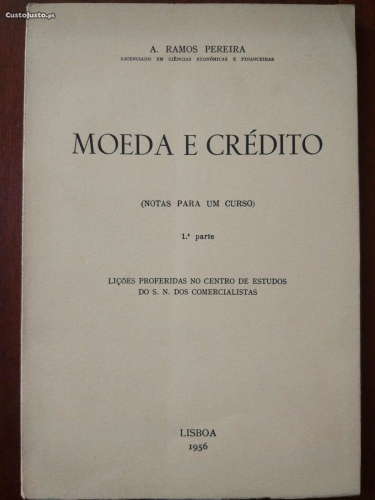 CustoJusto.pt
A. RAMOS PEREIRA
LICENCIADO EM CIÊNCIAS ECONÓMICAS E FINANCEIRAS
MOEDA E CRÉDITO
(NOTAS PARA UM CURSO)
1.ª parte
LIÇÕES PROFERIDAS NO CENTRO DE ESTUDOS
DO S. N. DOS COMERCIALISTAS
LISBOA
1956